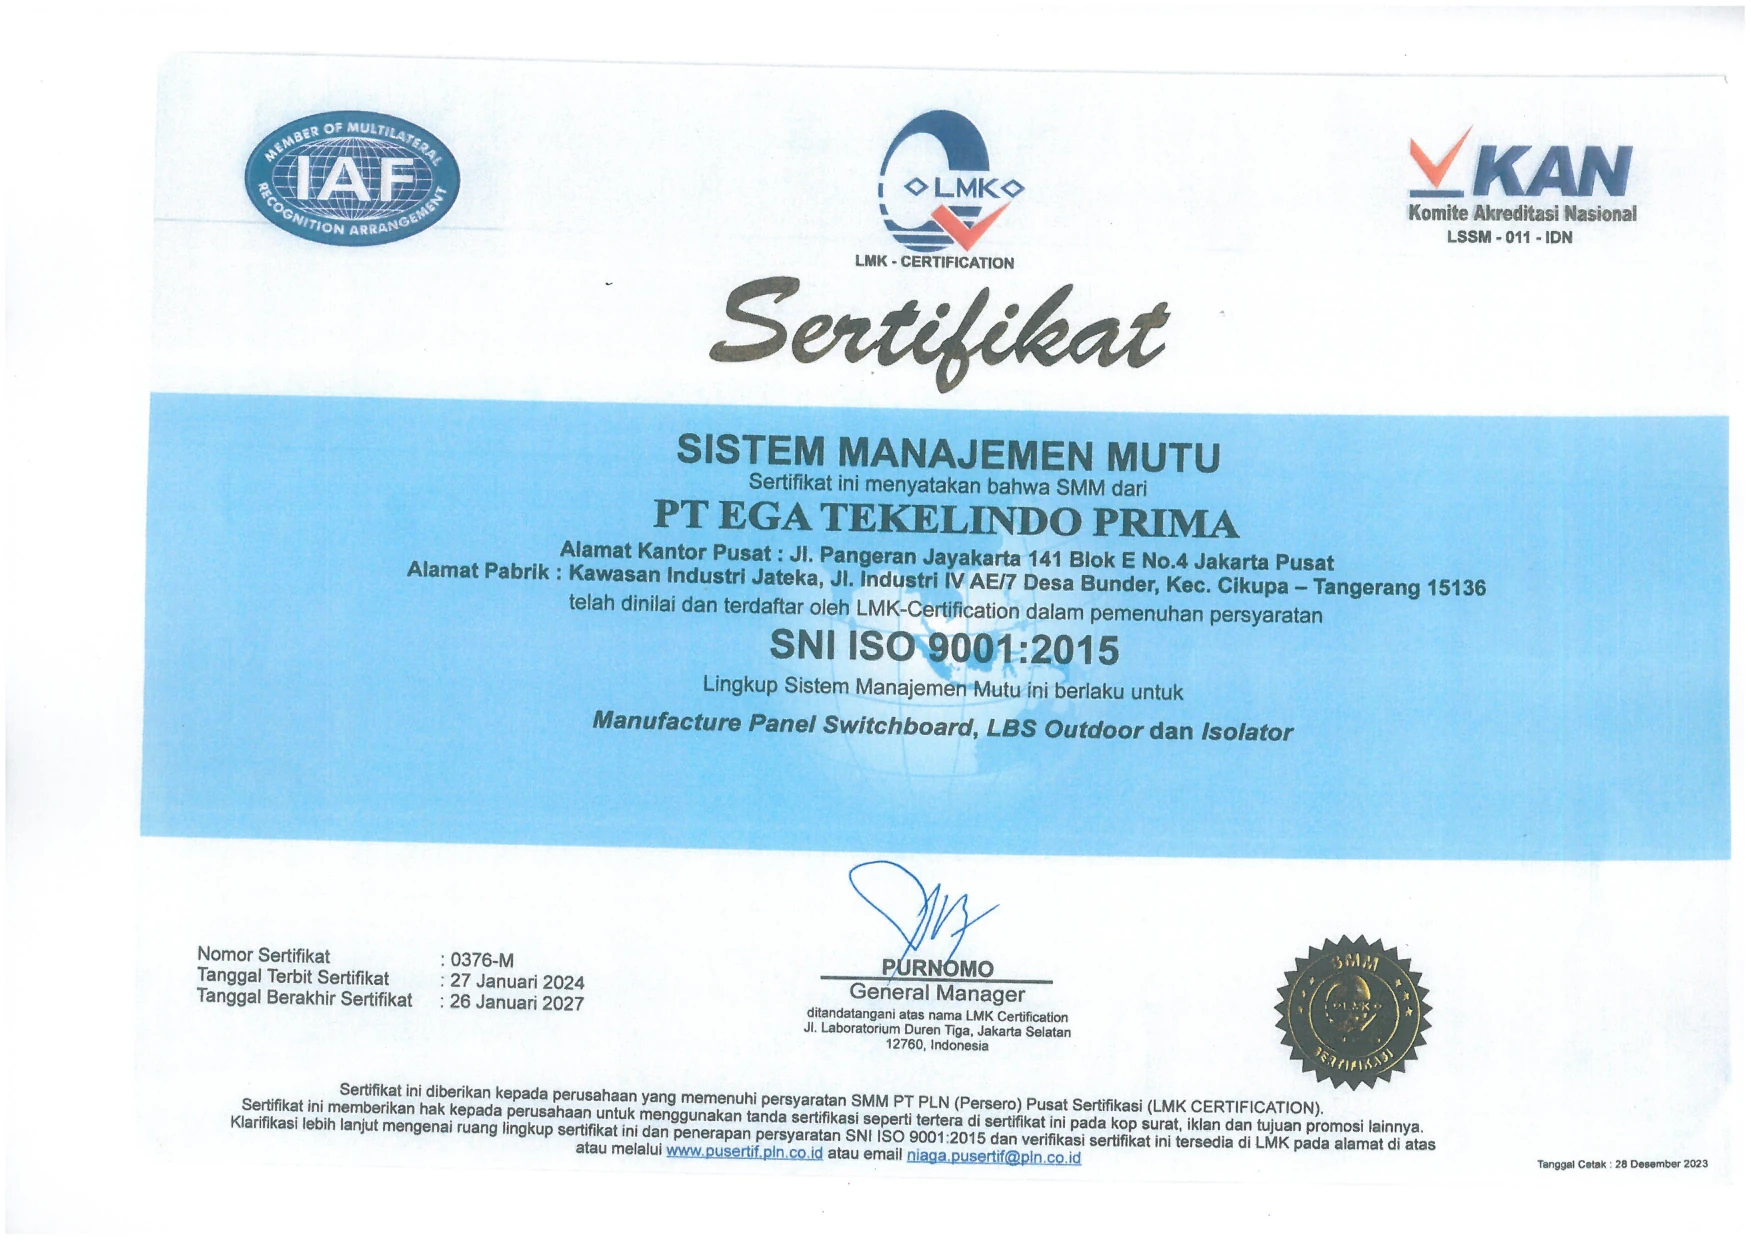 MEMBER OF MULTILATERAL
IAF
RECOGNITION ARRANGEMENT
LMK
LMK - CERTIFICATION
KAN
Komite Akreditasi Nasional
LSSM - 011 - IDN
Sertifikat
SISTEM MANAJEMEN MUTU
Sertifikat ini menyatakan bahwa SMM dari
PT EGA TEKELINDO PRIMA
Alamat Kantor Pusat : Jl. Pangeran Jayakarta 141 Blok E No.4 Jakarta Pusat
Alamat Pabrik : Kawasan Industri Jateka, Jl. Industri IV AE/7 Desa Bunder, Kec. Cikupa – Tangerang 15136
telah dinilai dan terdaftar oleh LMK-Certification dalam pemenuhan persyaratan
SNI ISO 9001:2015
Lingkup Sistem Manajemen Mutu ini berlaku untuk
Manufacture Panel Switchboard, LBS Outdoor dan Isolator
Nomor Sertifikat : 0376-M
Tanggal Terbit Sertifikat : 27 Januari 2024
Tanggal Berakhir Sertifikat : 26 Januari 2027
PURNOMO
General Manager
ditandatangani atas nama LMK Certification
Jl. Laboratorium Duren Tiga, Jakarta Selatan
12760, Indonesia
SMM
LMK
SERTIFIKASI
Sertifikat ini diberikan kepada perusahaan yang memenuhi persyaratan SMM PT PLN (Persero) Pusat Sertifikasi (LMK CERTIFICATION).
Sertifikat ini memberikan hak kepada perusahaan untuk menggunakan tanda sertifikasi seperti tertera di sertifikat ini pada kop surat, iklan dan tujuan promosi lainnya.
Klarifikasi lebih lanjut mengenai ruang lingkup sertifikat ini dan penerapan persyaratan SNI ISO 9001:2015 dan verifikasi sertifikat ini tersedia di LMK pada alamat di atas
atau melalui www.pusertif.pln.co.id atau email niaga.pusertif@pln.co.id
Tanggal Cetak : 28 Desember 2023